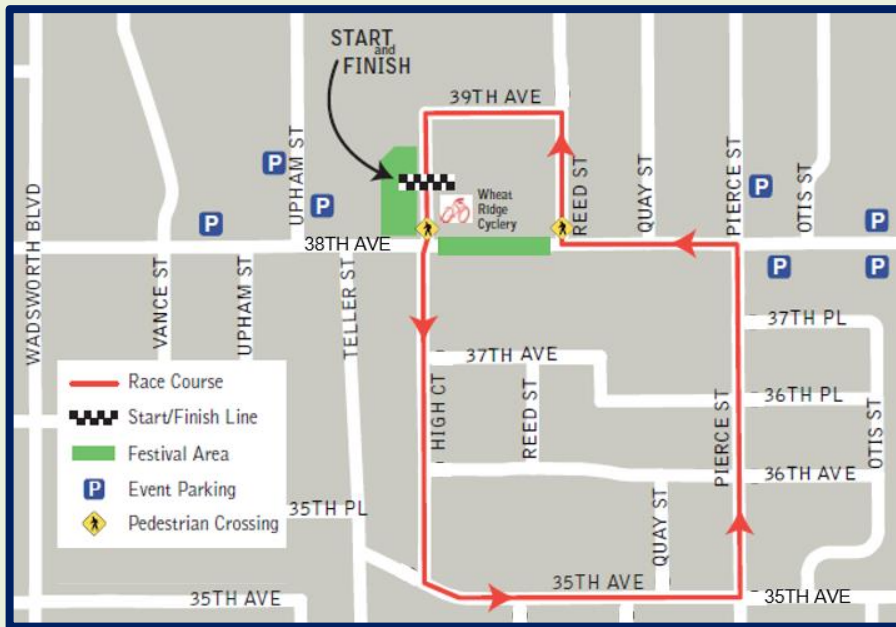 START
and
FINISH
39TH AVE
UPHAM ST
P
P
P
Wheat
Ridge
Cyclery
REED ST
QUAY ST
PIERCE ST
P
OTIS ST
WADSWORTH BLVD
38TH AVE
P
P
VANCE ST
UPHAM ST
TELLER ST
37TH PL
37TH AVE
HIGH CT
REED ST
36TH PL
PIERCE ST
OTIS ST
36TH AVE
QUAY ST
Race Course
Start/Finish Line
Festival Area
P Event Parking
Pedestrian Crossing
35TH PL
35TH AVE
35TH AVE
35TH AVE